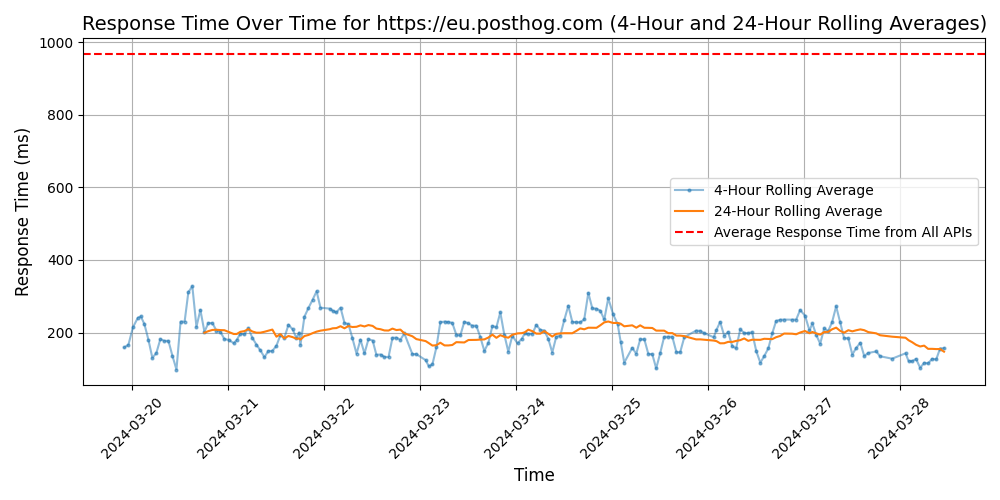 Response Time Over Time for https://eu.posthog.com (4-Hour and 24-Hour Rolling Averages)
1000
800
600
400
200
Response Time (ms)
4-Hour Rolling Average
24-Hour Rolling Average
Average Response Time from All APIs
2024-03-20
2024-03-21
2024-03-22
2024-03-23
2024-03-24
2024-03-25
2024-03-26
2024-03-27
2024-03-28
Time